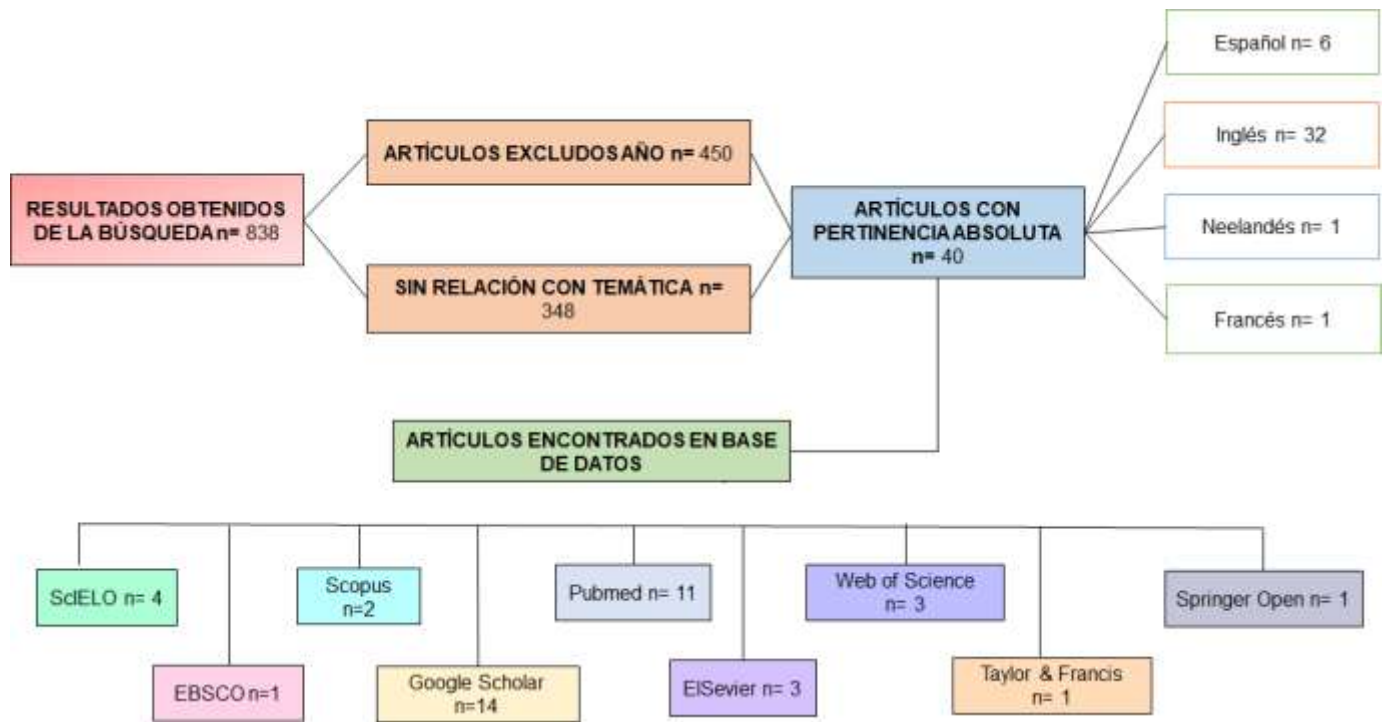 RESULTADOS OBTENIDOS
DE LA BÚSQUEDA n= 838
ARTÍCULOS EXCLUDOS AÑO n= 450
SIN RELACIÓN CON TEMÁTICA n=
348
ARTÍCULOS CON
PERTINENCIA ABSOLUTA
n= 40
Español n= 6
Inglés n= 32
Neelandés n= 1
Francés n= 1
ARTÍCULOS ENCONTRADOS EN BASE
DE DATOS
ScIELO n= 4
Scopus
n=2
Pubmed n= 11
Web of Science
n= 3
Springer Open n= 1
EBSCO n=1
Google Scholar
n=14
ElSevier n= 3
Taylor & Francis
n= 1